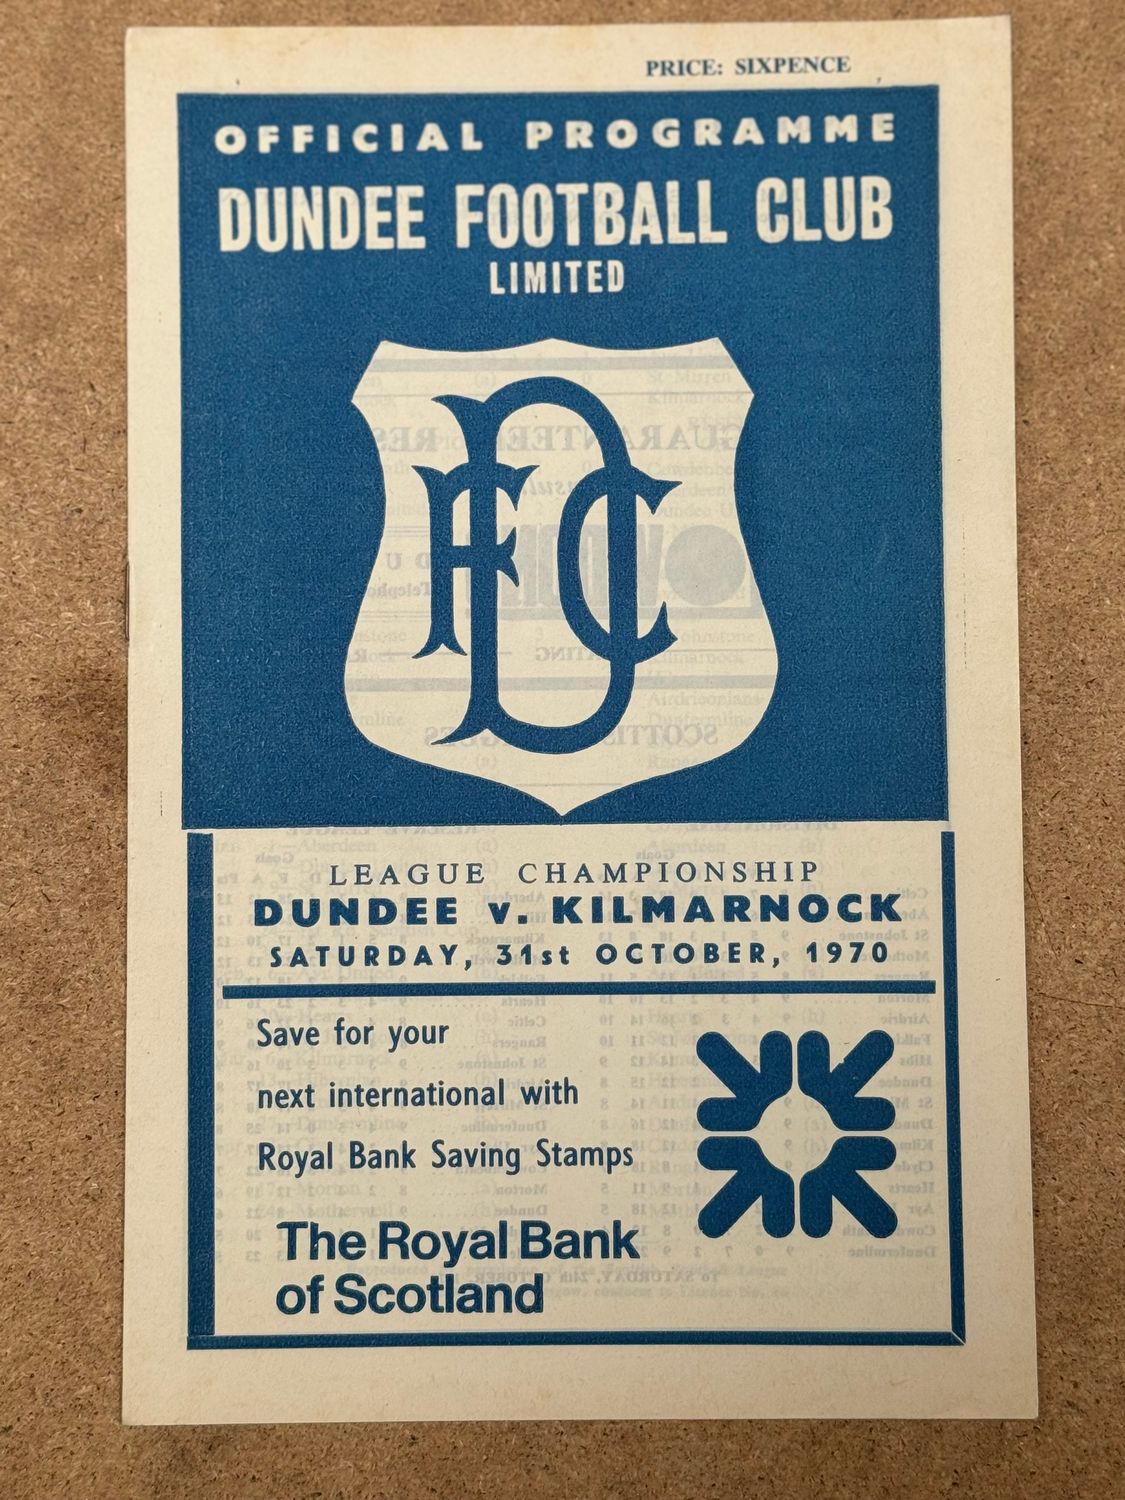 PRICE: SIXPENCE
OFFICIAL PROGRAMME
DUNDEE FOOTBALL CLUB
LIMITED
DFC
LEAGUE CHAMPIONSHIP
DUNDEE v. KILMARNOCK
SATURDAY, 31st OCTOBER, 1970
Save for your
next international with
Royal Bank Saving Stamps
The Royal Bank
of Scotland